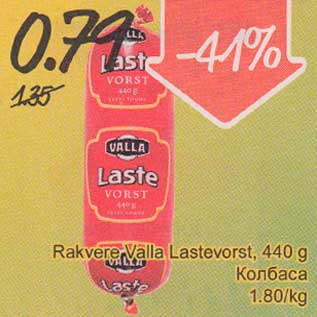 0.79
-41%
1.35
VALLA
Laste
VORST
440 g
VALLA
Laste
VORST
440 g
Rakvere Valla Lastevorst, 440 g
Колбаса
1.80/kg
VALLA